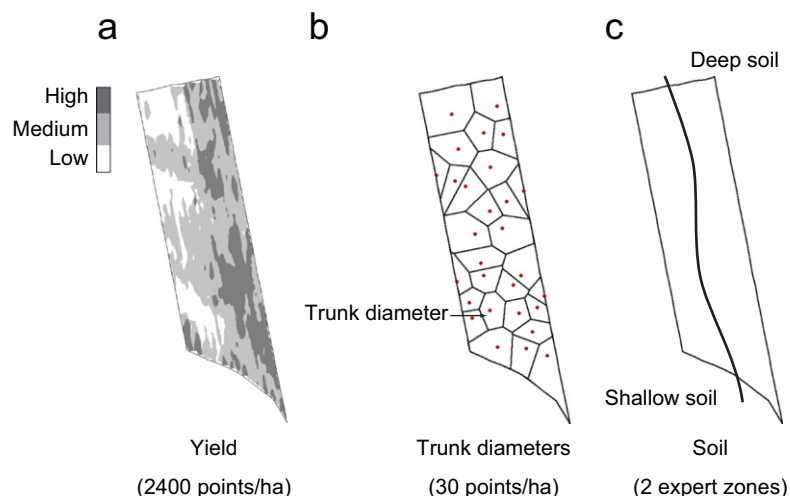 a
b
c
Deep soil
High
Medium
Low
Trunk diameter
Shallow soil
Yield
Trunk diameters
Soil
(2400 points/ha)
(30 points/ha)
(2 expert zones)